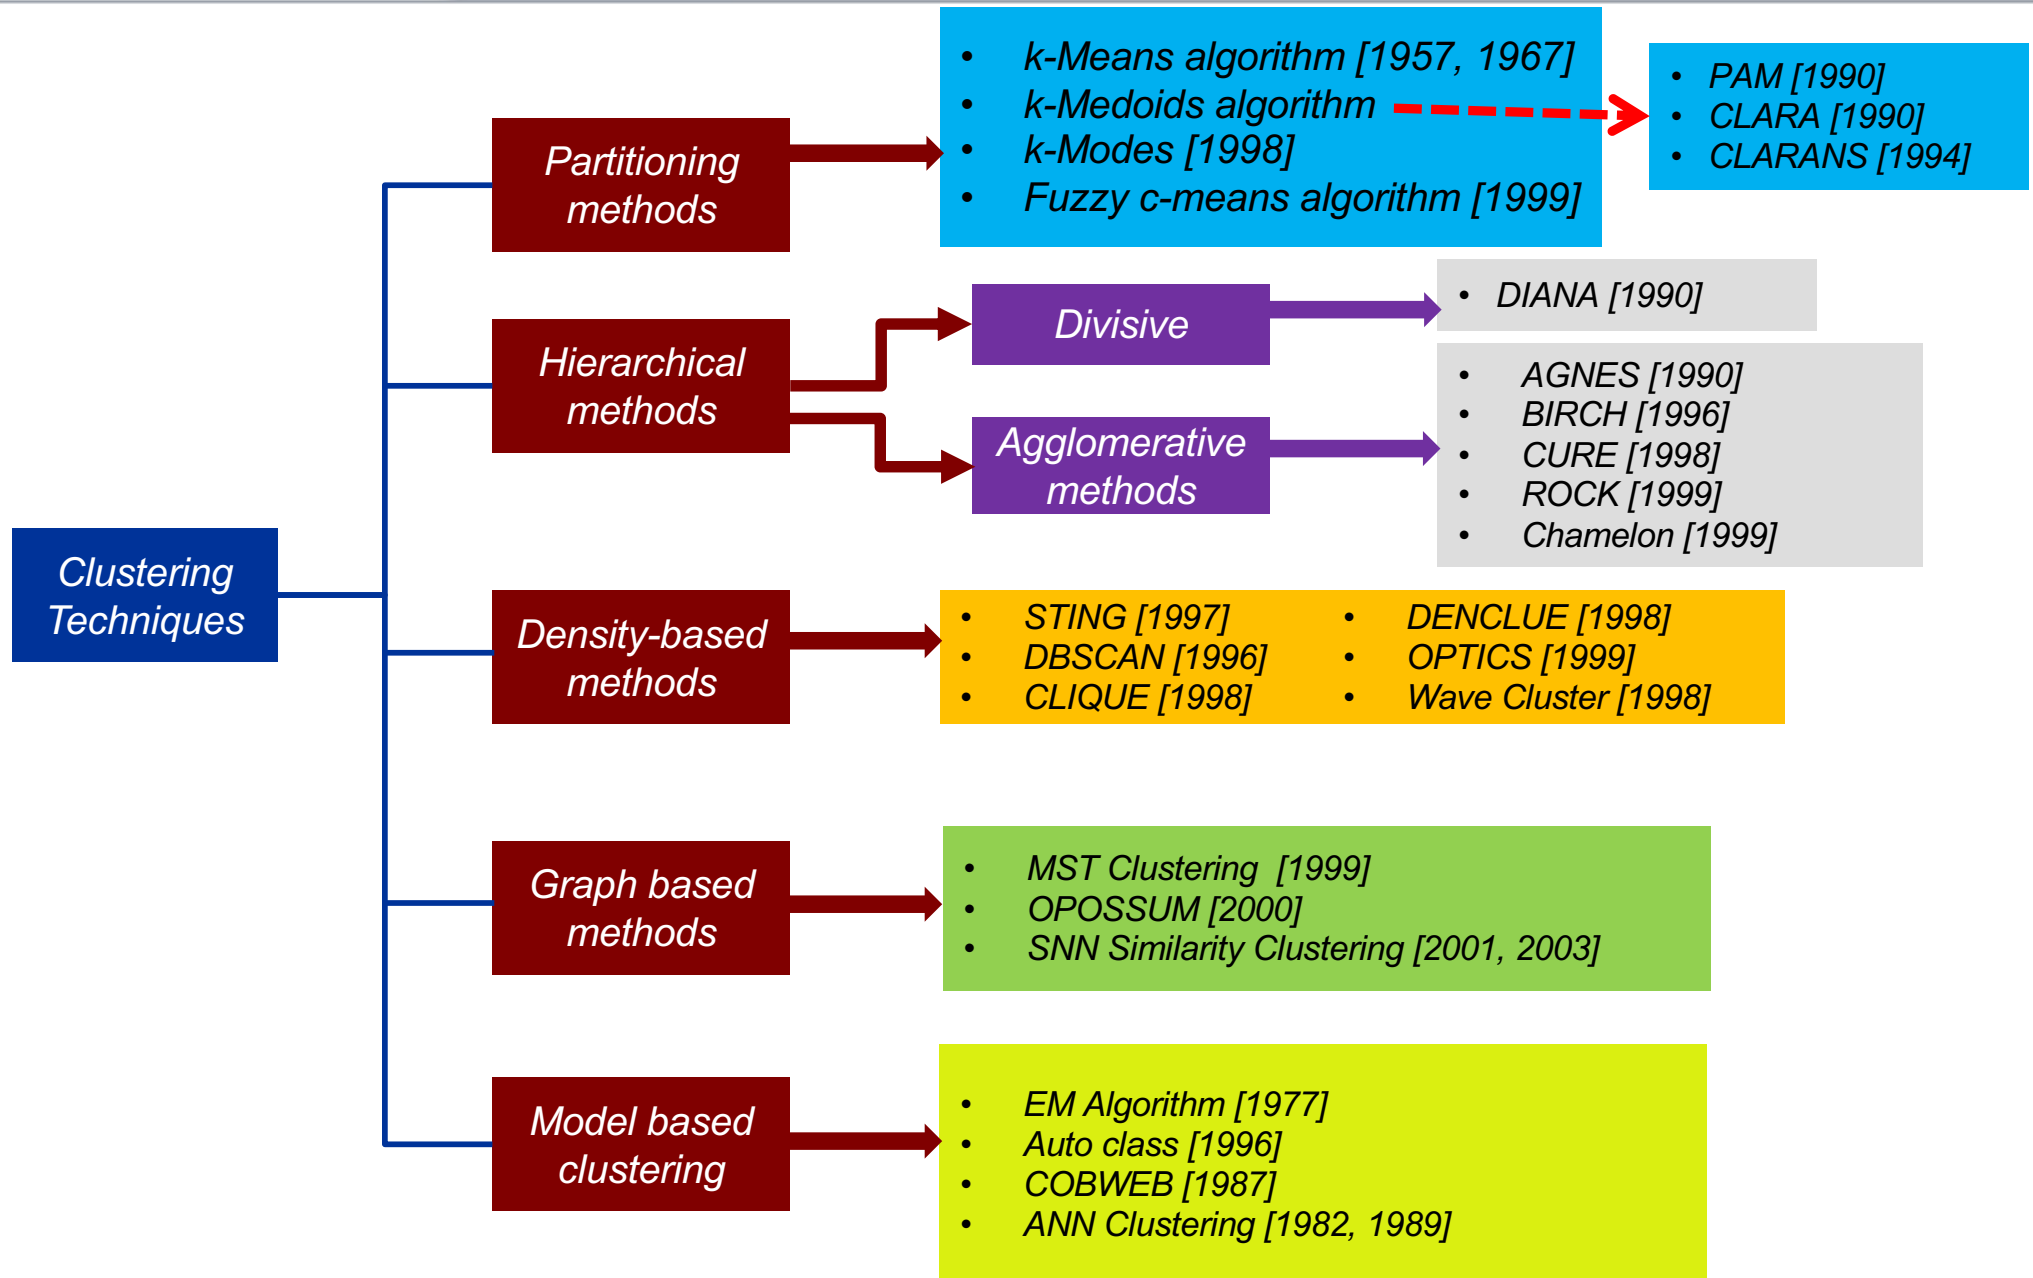 Clustering
Techniques
Partitioning
methods
• k-Means algorithm [1957, 1967]
• k-Medoids algorithm
• k-Modes [1998]
• Fuzzy c-means algorithm [1999]
• PAM [1990]
• CLARA [1990]
• CLARANS [1994]
Hierarchical
methods
Divisive
• DIANA [1990]
Agglomerative
methods
• AGNES [1990]
• BIRCH [1996]
• CURE [1998]
• ROCK [1999]
• Chamelon [1999]
Density-based
methods
• STING [1997]
• DBSCAN [1996]
• CLIQUE [1998]
• DENCLUE [1998]
• OPTICS [1999]
• Wave Cluster [1998]
Graph based
methods
• MST Clustering [1999]
• OPOSSUM [2000]
• SNN Similarity Clustering [2001, 2003]
Model based
clustering
• EM Algorithm [1977]
• Auto class [1996]
• COBWEB [1987]
• ANN Clustering [1982, 1989]